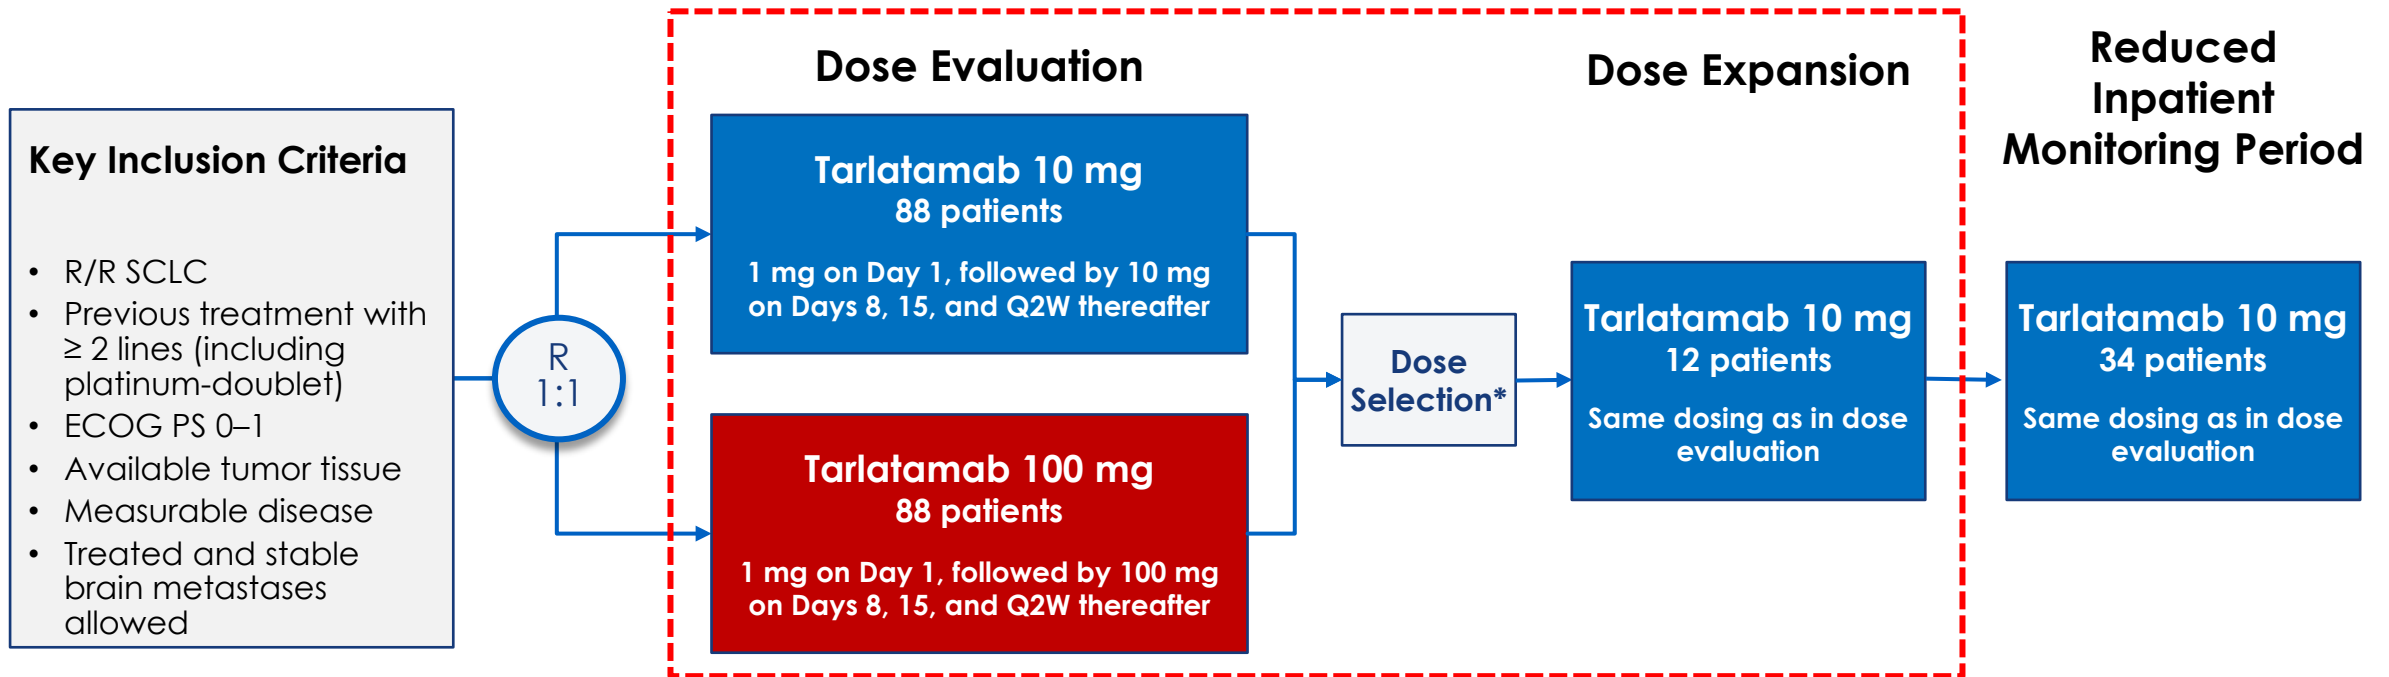 Key Inclusion Criteria
• R/R SCLC
• Previous treatment with
≥ 2 lines (including
platinum-doublet)
• ECOG PS 0–1
• Available tumor tissue
• Measurable disease
• Treated and stable
brain metastases
allowed
R
1:1
Dose Evaluation
Tarlatamab 10 mg
88 patients
1 mg on Day 1, followed by 10 mg
on Days 8, 15, and Q2W thereafter
Tarlatamab 100 mg
88 patients
1 mg on Day 1, followed by 100 mg
on Days 8, 15, and Q2W thereafter
Dose
Selection*
Dose Expansion
Tarlatamab 10 mg
12 patients
Same dosing as in dose
evaluation
Reduced
Inpatient
Monitoring Period
Tarlatamab 10 mg
34 patients
Same dosing as in dose
evaluation